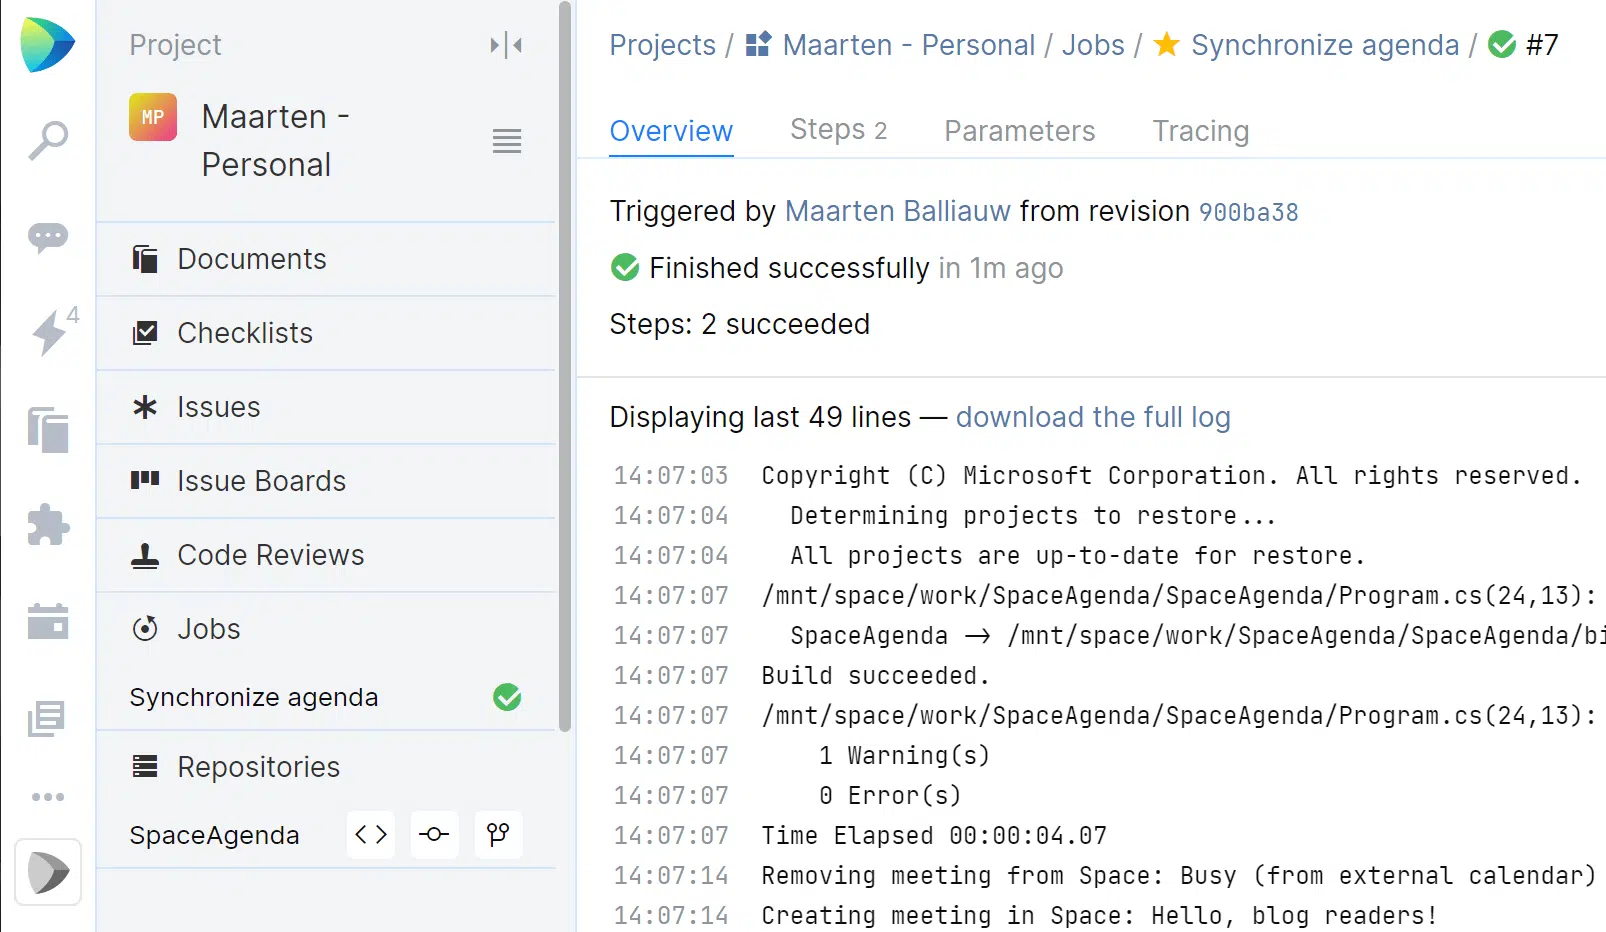 Project
MP
Maarten - Personal
4
Documents
Checklists
Issues
Issue Boards
Code Reviews
Jobs
Synchronize agenda
Repositories
SpaceAgenda
Projects / Maarten - Personal / Jobs / Synchronize agenda / #7
Overview Steps 2 Parameters Tracing
Triggered by Maarten Balliauw from revision 900ba38
Finished successfully in 1m ago
Steps: 2 succeeded
Displaying last 49 lines — download the full log
14:07:03 Copyright (C) Microsoft Corporation. All rights reserved.
14:07:04 Determining projects to restore...
14:07:04 All projects are up-to-date for restore.
14:07:07 /mnt/space/work/SpaceAgenda/SpaceAgenda/Program.cs(24,13):
14:07:07 SpaceAgenda -> /mnt/space/work/SpaceAgenda/SpaceAgenda/bi
14:07:07 Build succeeded.
14:07:07 /mnt/space/work/SpaceAgenda/SpaceAgenda/Program.cs(24,13):
14:07:07 1 Warning(s)
14:07:07 0 Error(s)
14:07:07 Time Elapsed 00:00:04.07
14:07:14 Removing meeting from Space: Busy (from external calendar)
14:07:14 Creating meeting in Space: Hello, blog readers!